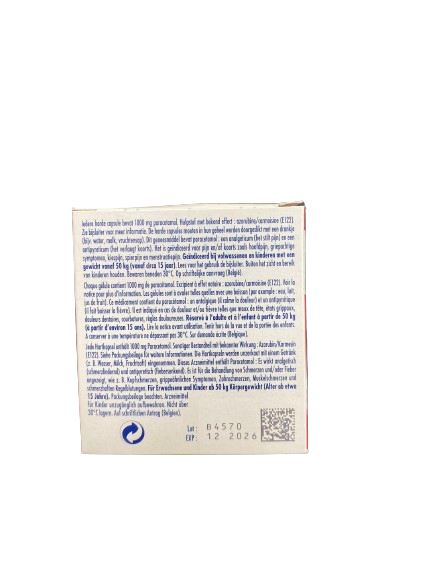 Iedere harde capsule bevat 1000 mg paracetamol. Hulpstof met bekend effect : azorubine/carmoisine (E122).
Zie bijsluiter voor meer informatie. De harde capsules moeten in hun geheel worden doorgeslikt met een drankje
(bijv. water, melk, vruchtensap). Dit geneesmiddel bevat paracetamol : een analgeticum (het stilt pijn) en een
antipyreticum (het verlaagt koorts). Het is geïndiceerd voor pijn en/of koorts zoals hoofdpijn, griepachtige
symptomen, kiespijn, spierpijn en menstruatiepijn. Geïndiceerd bij volwassenen en kinderen met een
gewicht vanaf 50 kg (vanaf circa 15 jaar). Lees voor het gebruik de bijsluiter. Buiten het zicht en bereik
van kinderen houden. Bewaren beneden 30°C. Op schriftelijke aanvraag (België).
Chaque gélule contient 1000 mg de paracetamol. Excipient à effet notoire : azorubine/carmoisine (E122). Voir la
notice pour plus d'information. Les gélules sont à avaler telles quelles avec une boisson (par exemple : eau, lait,
jus de fruit). Ce médicament contient du paracétamol : un antalgique (il calme la douleur) et un antipyrétique
(il fait baisser la fièvre). Il est indiqué en cas de douleur et/ou fièvre telles que maux de tête, états grippaux,
douleurs dentaires, courbatures, règles douloureuses. Réservé à l'adulte et à l'enfant à partir de 50 kg
(à partir d'environ 15 ans). Lire la notice avant utilisation. Tenir hors de la vue et de la portée des enfants.
A conserver à une température ne dépassant pas 30°C. Sur demande écrite (Belgique).
Jede Hartkapsel enthält 1000 mg Paracetamol. Sonstiger Bestandteil mit bekannter Wirkung : Azorubin/Karmesin
(E122). Siehe Packungsbeilage für weitere Informationen. Die Hartkapseln werden unzerkaut mit einem Getränk
(z. B. Wasser, Milch, Fruchtsaft) eingenommen. Dieses Arzneimittel enthält Paracetamol : Es wirkt analgetisch
(schmerzlindernd) und antipyretisch (fiebersenkend). Es ist für die Behandlung von Schmerzen und/oder Fieber
angezeigt, wie z. B. Kopfschmerzen, grippeähnlichen Symptomen, Zahnschmerzen, Muskelschmerzen und
schmerzhaften Regelblutungen. Für Erwachsene und Kinder ab 50 kg Körpergewicht (Alter ab etwa
15 Jahre). Packungsbeilage beachten. Arzneimittel
für Kinder unzugänglich aufbewahren. Nicht über
30°C lagern. Auf schriftlichen Antrag (Belgien).
Lot : B4570
EXP : 12 2026